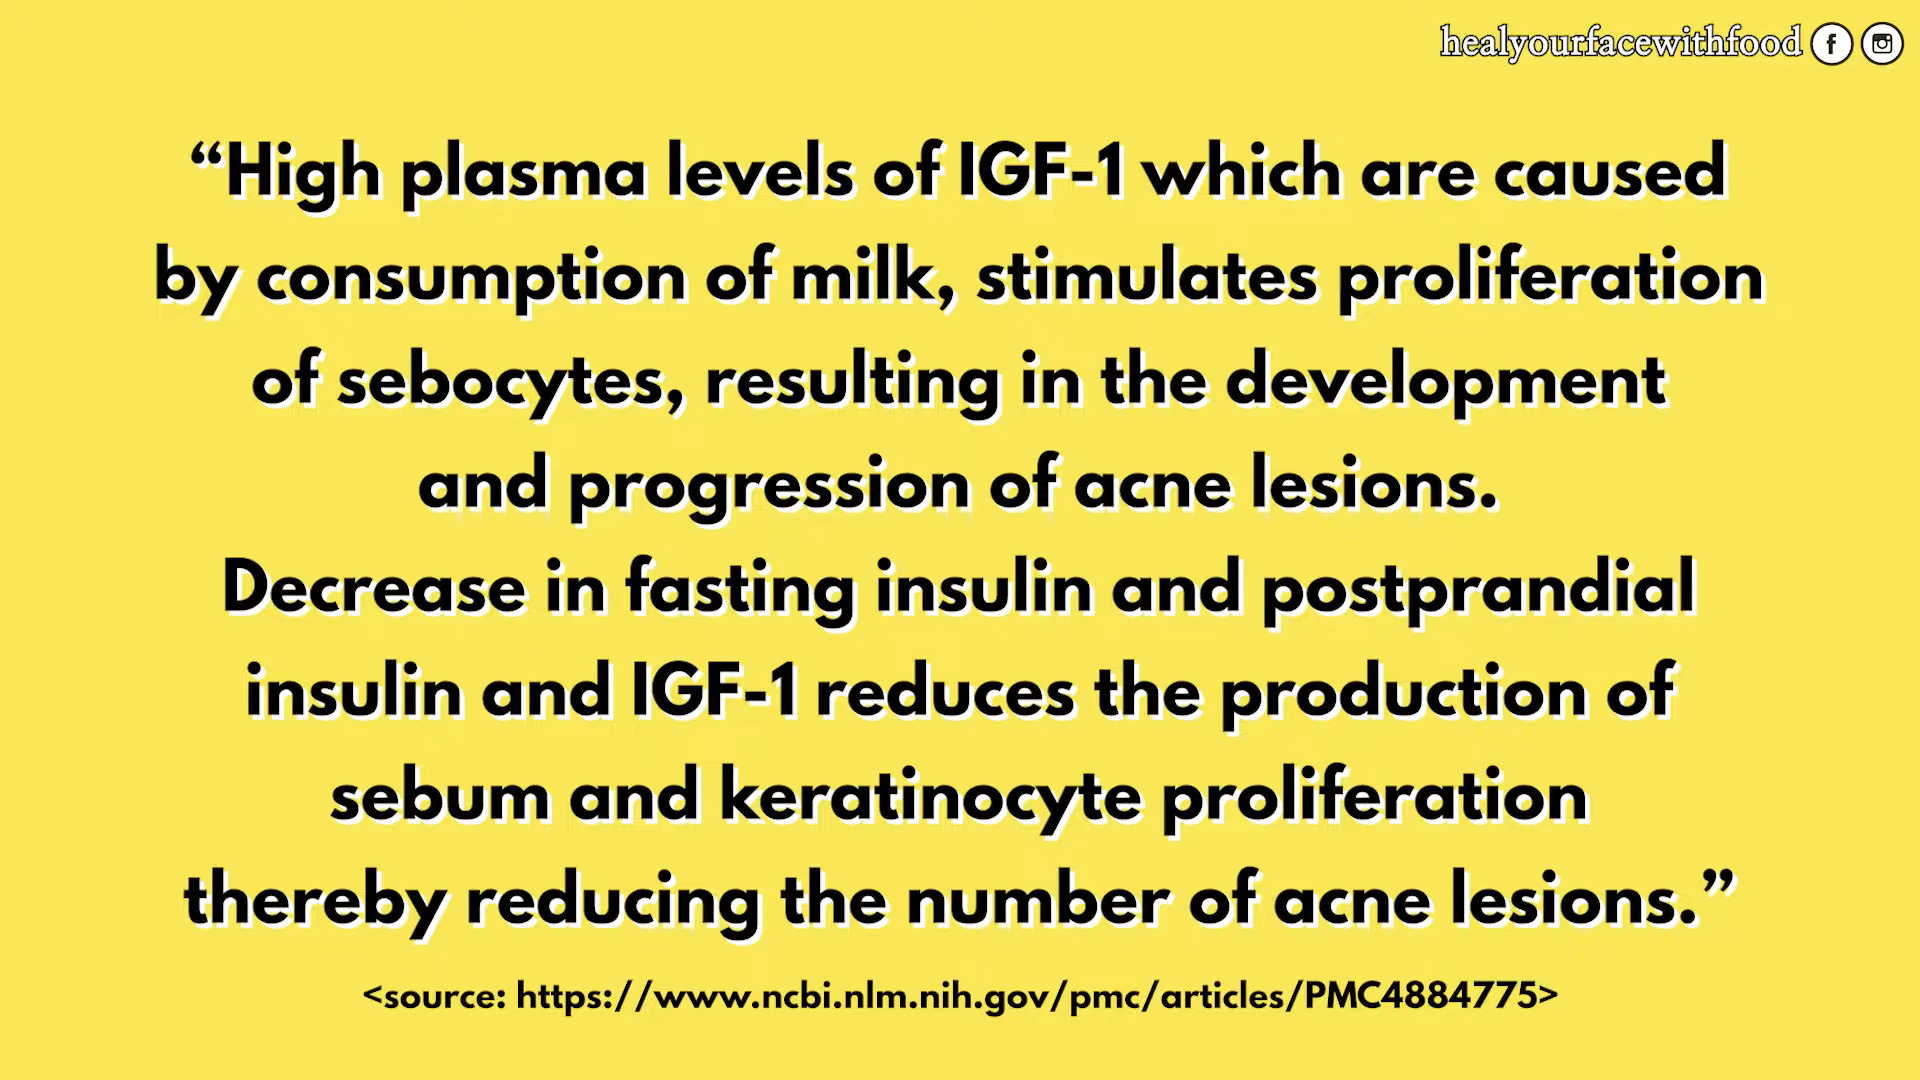 healyourfacewithfood
“High plasma levels of IGF-1 which are caused
by consumption of milk, stimulates proliferation
of sebocytes, resulting in the development
and progression of acne lesions.
Decrease in fasting insulin and postprandial
insulin and IGF-1 reduces the production of
sebum and keratinocyte proliferation
thereby reducing the number of acne lesions.”
<source: https://www.ncbi.nlm.nih.gov/pmc/articles/PMC4884775>